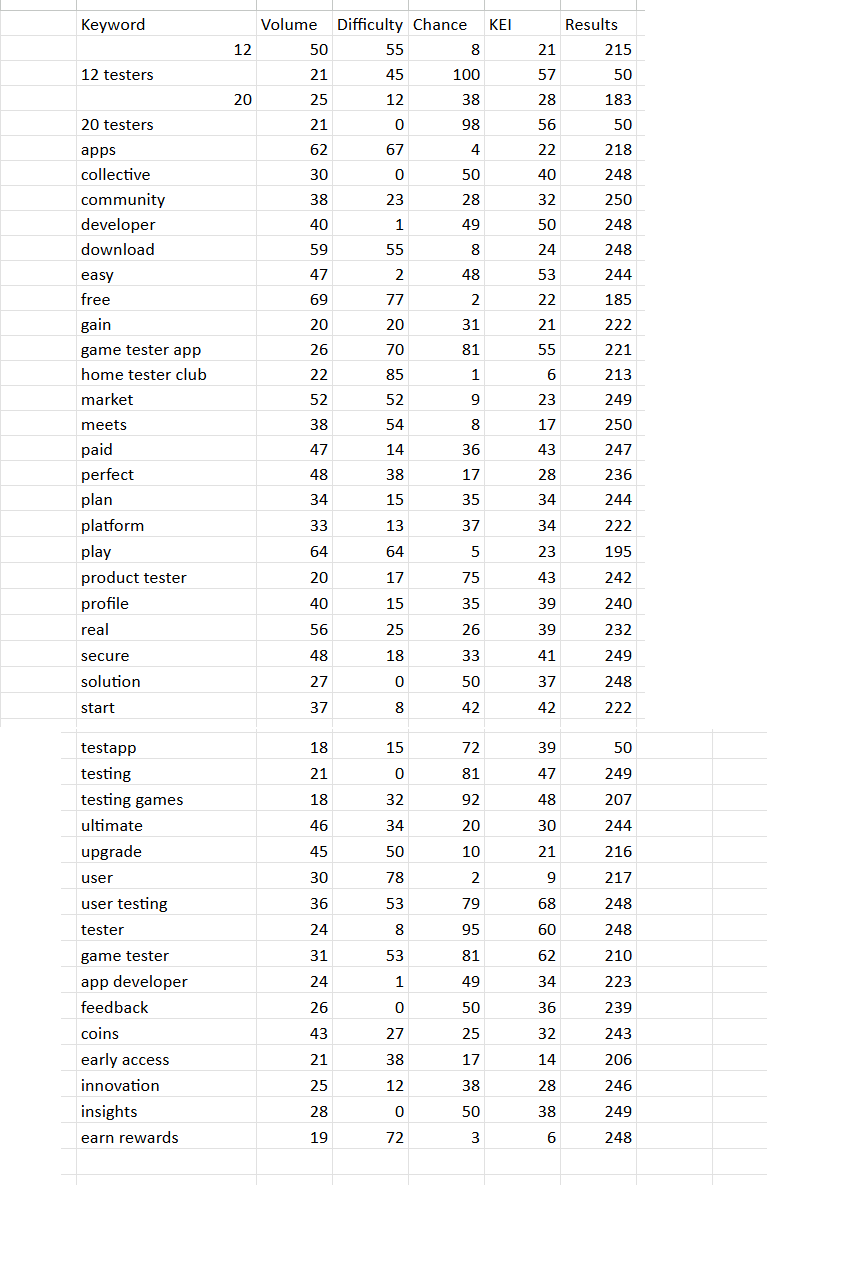 Keyword Volume Difficulty Chance KEI Results
12 50 55 8 21 215
12 testers 21 45 100 57 50
20 25 12 38 28 183
20 testers 21 0 98 56 50
apps 62 67 4 22 218
collective 30 0 50 40 248
community 38 23 28 32 250
developer 40 1 49 50 248
download 59 55 8 24 248
easy 47 2 48 53 244
free 69 77 2 22 185
gain 20 20 31 21 222
game tester app 26 70 81 55 221
home tester club 22 85 1 6 213
market 52 52 9 23 249
meets 38 54 8 17 250
paid 47 14 36 43 247
perfect 48 38 17 28 236
plan 34 15 35 34 244
platform 33 13 37 34 222
play 64 64 5 23 195
product tester 20 17 75 43 242
profile 40 15 35 39 240
real 56 25 26 39 232
secure 48 18 33 41 249
solution 27 0 50 37 248
start 37 8 42 42 222
testapp 18 15 72 39 50
testing 21 0 81 47 249
testing games 18 32 92 48 207
ultimate 46 34 20 30 244
upgrade 45 50 10 21 216
user 30 78 2 9 217
user testing 36 53 79 68 248
tester 24 8 95 60 248
game tester 31 53 81 62 210
app developer 24 1 49 34 223
feedback 26 0 50 36 239
coins 43 27 25 32 243
early access 21 38 17 14 206
innovation 25 12 38 28 246
insights 28 0 50 38 249
earn rewards 19 72 3 6 248